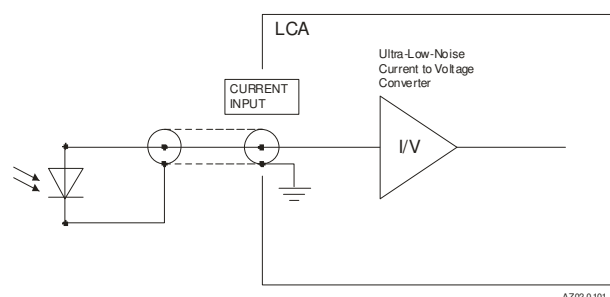 LCA
Ultra-Low-Noise
Current to Voltage
Converter
CURRENT
INPUT
I/V